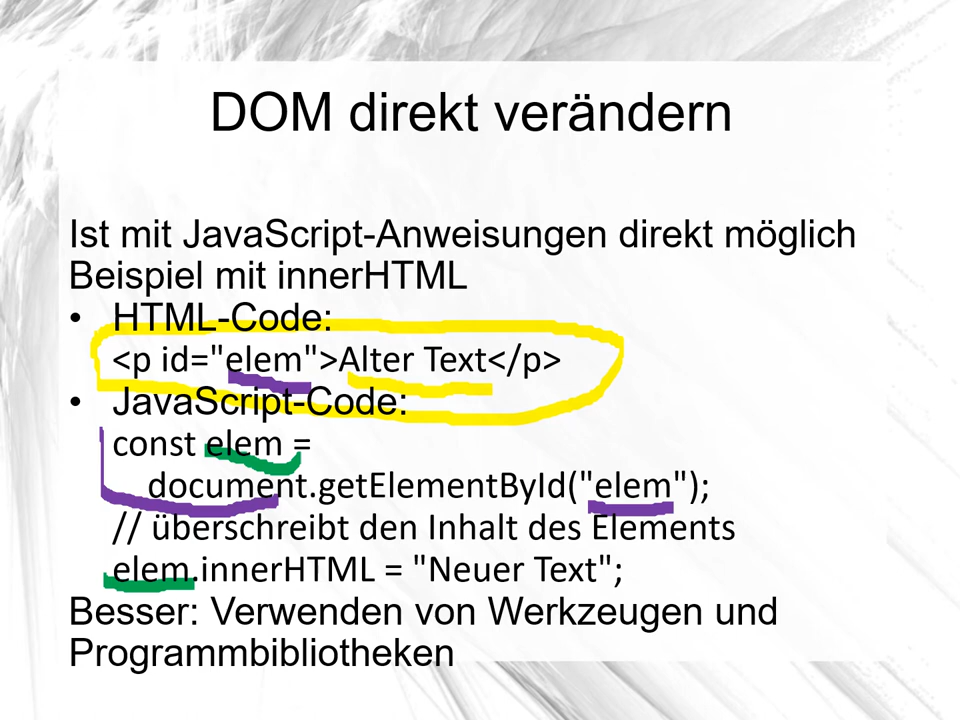 DOM direkt verändern
Ist mit JavaScript-Anweisungen direkt möglich
Beispiel mit innerHTML
• HTML-Code:
<p id="elem">Alter Text</p>
• JavaScript-Code:
const elem =
document.getElementById("elem");
// überschreibt den Inhalt des Elements
elem.innerHTML = "Neuer Text";
Besser: Verwenden von Werkzeugen und
Programmbibliotheken